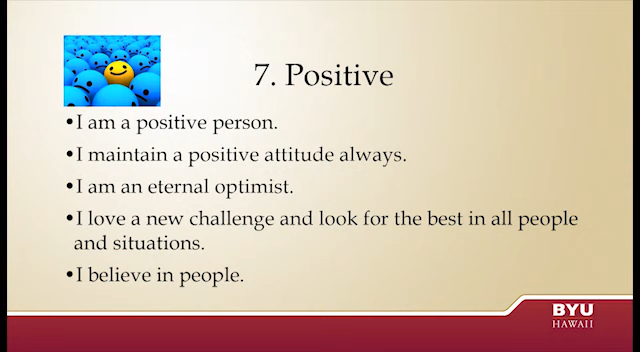 7. Positive
•I am a positive person.
•I maintain a positive attitude always.
•I am an eternal optimist.
•I love a new challenge and look for the best in all people
and situations.
•I believe in people.
BYU
HAWAII